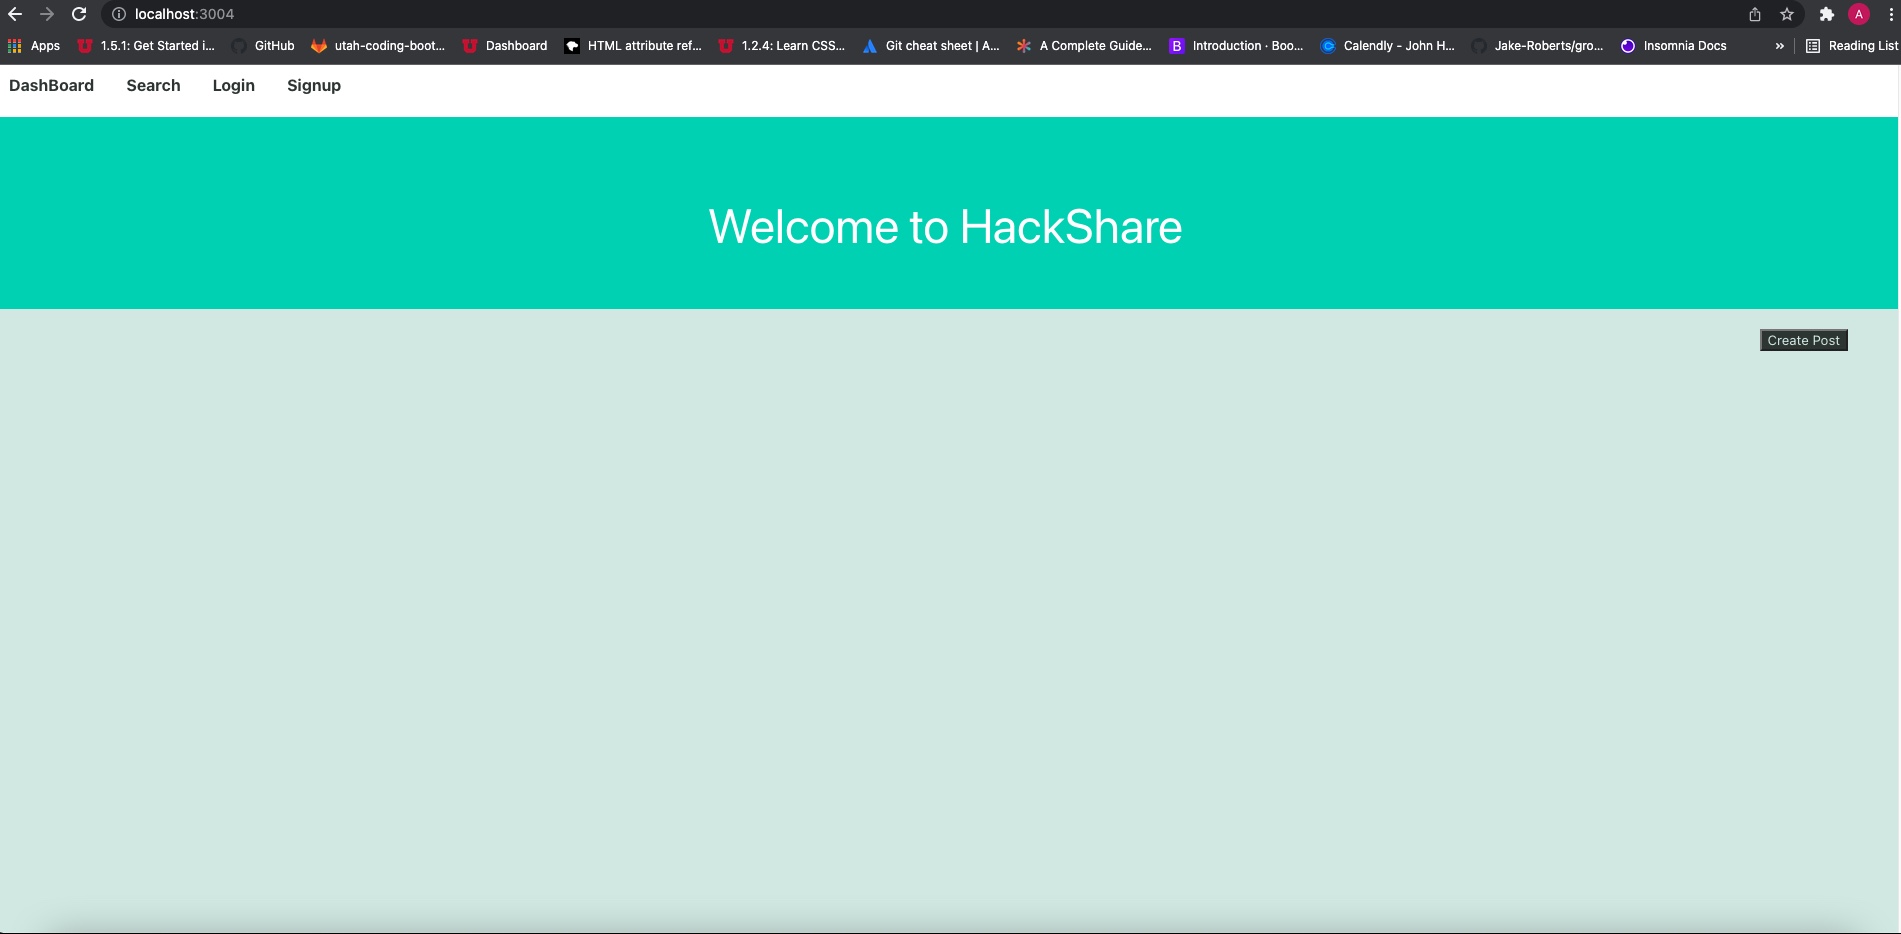 localhost:3004
Apps 1.5.1: Get Started i... GitHub utah-coding-boot... Dashboard HTML attribute ref... 1.2.4: Learn CSS... Git cheat sheet | A... A Complete Guide... B Introduction · Boo... Calendly - John H... Jake-Roberts/gro... Insomnia Docs » Reading List
A
DashBoard Search Login Signup
Welcome to HackShare
Create Post